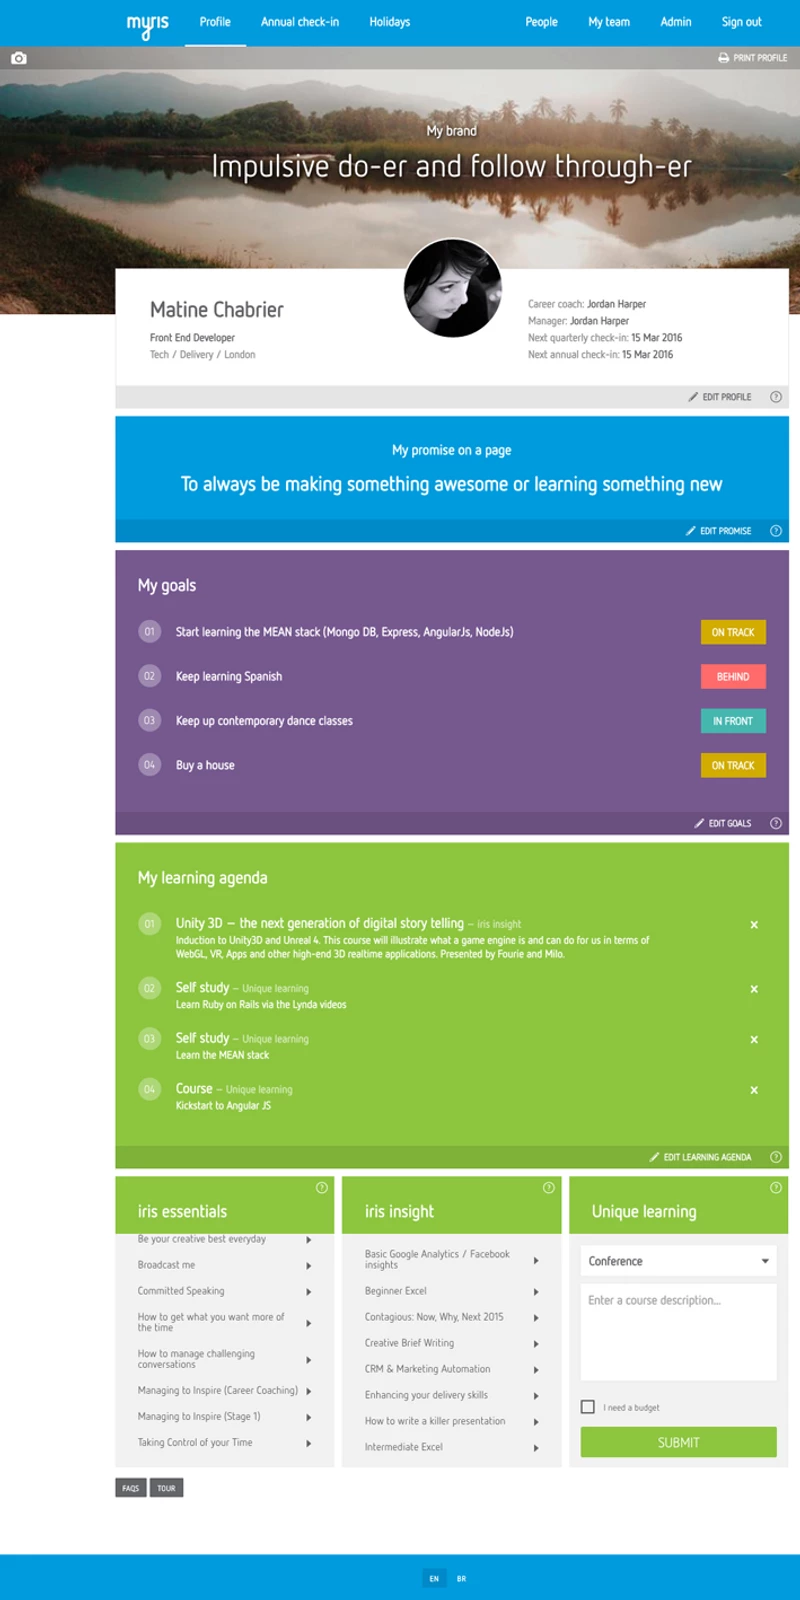 myris
Profile
Annual check-in
Holidays
People
My team
Admin
Sign out
PRINT PROFILE
My brand
Impulsive do-er and follow through-er
Matine Chabrier
Front End Developer
Tech / Delivery / London
Career coach: Jordan Harper
Manager: Jordan Harper
Next quarterly check-in: 15 Mar 2016
Next annual check-in: 15 Mar 2016
EDIT PROFILE
?
My promise on a page
To always be making something awesome or learning something new
EDIT PROMISE
?
My goals
01 Start learning the MEAN stack (Mongo DB, Express, AngularJs, NodeJs) ON TRACK
02 Keep learning Spanish BEHIND
03 Keep up contemporary dance classes IN FRONT
04 Buy a house ON TRACK
EDIT GOALS
?
My learning agenda
01 Unity 3D – the next generation of digital story telling – iris insight x
Induction to Unity3D and Unreal 4. This course will illustrate what a game engine is and can do for us in terms of
WebGL, VR, Apps and other high-end 3D realtime applications. Presented by Fourie and Milo.
02 Self study – Unique learning x
Learn Ruby on Rails via the Lynda videos
03 Self study – Unique learning x
Learn the MEAN stack
04 Course – Unique learning x
Kickstart to Angular JS
EDIT LEARNING AGENDA
?
?
iris essentials
Be your creative best everyday
Broadcast me
Committed Speaking
How to get what you want more of
the time
How to manage challenging
conversations
Managing to Inspire (Career Coaching)
Managing to Inspire (Stage 1)
Taking Control of your Time
?
iris insight
Basic Google Analytics / Facebook
insights
Beginner Excel
Contagious: Now, Why, Next 2015
Creative Brief Writing
CRM & Marketing Automation
Enhancing your delivery skills
How to write a killer presentation
Intermediate Excel
?
Unique learning
Conference
Enter a course description...
I need a budget
SUBMIT
FAQS
TOUR
EN
BR